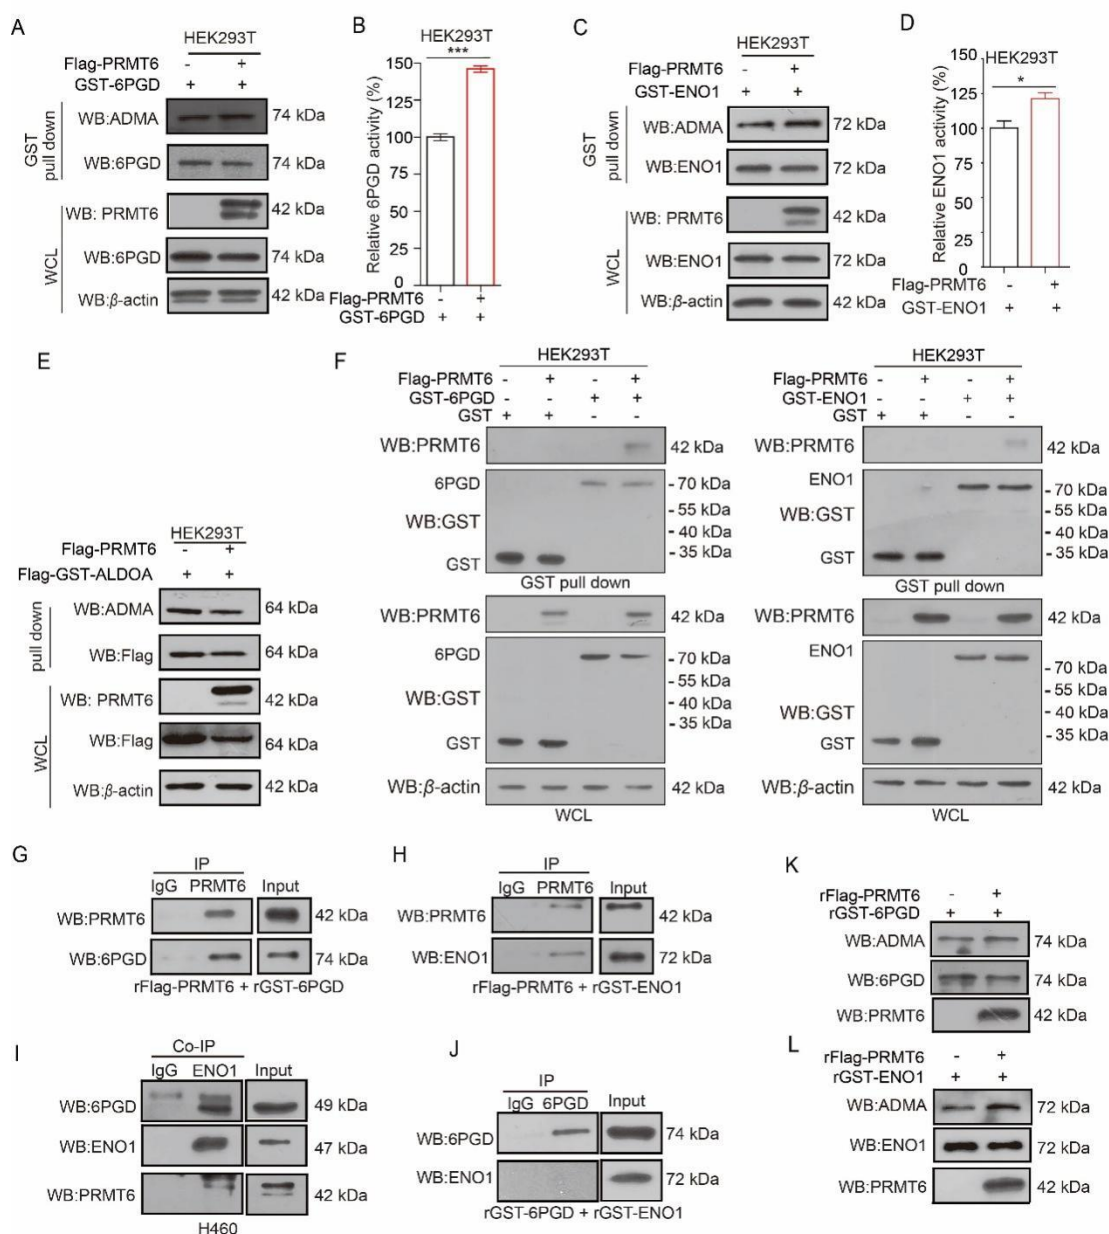 A
HEK293T
Flag-PRMT6 - +
GST-6PGD + +
GST pull down
WB:ADMA 74 kDa
WB:6PGD 74 kDa
WCL
WB: PRMT6 42 kDa
WB:6PGD 74 kDa
WB:β-actin 42 kDa
B
HEK293T
***
Relative 6PGD activity (%)
150
125
100
75
50
25
0
Flag-PRMT6 - +
GST-6PGD + +
C
HEK293T
Flag-PRMT6 - +
GST-ENO1 + +
GST pull down
WB:ADMA 72 kDa
WB:ENO1 72 kDa
WCL
WB: PRMT6 42 kDa
WB:ENO1 72 kDa
WB:β-actin 42 kDa
D
HEK293T
*
Relative ENO1 activity (%)
150
125
100
75
50
25
0
Flag-PRMT6 - +
GST-ENO1 + +
E
HEK293T
Flag-PRMT6 - +
Flag-GST-ALDOA + +
pull down
WB:ADMA 64 kDa
WB:Flag 64 kDa
WCL
WB: PRMT6 42 kDa
WB:Flag 64 kDa
WB:β-actin 42 kDa
F
HEK293T
Flag-PRMT6 - + - +
GST-6PGD - - + +
GST + + - -
WB:PRMT6 42 kDa
6PGD - 70 kDa
- 55 kDa
WB:GST
- 40 kDa
- 35 kDa
GST
GST pull down
WB:PRMT6 42 kDa
6PGD - 70 kDa
- 55 kDa
WB:GST - 40 kDa
- 35 kDa
GST
WB:β-actin 42 kDa
WCL
HEK293T
Flag-PRMT6 - + - +
GST-ENO1 - - + +
GST + + - -
WB:PRMT6 42 kDa
ENO1 - 70 kDa
- 55 kDa
WB:GST
- 40 kDa
- 35 kDa
GST
GST pull down
WB:PRMT6 42 kDa
ENO1 - 70 kDa
- 55 kDa
- 40 kDa
WB:GST
- 35 kDa
GST
WB:β-actin 42 kDa
WCL
G
IP
IgG PRMT6 Input
WB:PRMT6 42 kDa
WB:6PGD 74 kDa
rFlag-PRMT6 + rGST-6PGD
H
IP
IgG PRMT6 Input
WB:PRMT6 42 kDa
WB:ENO1 72 kDa
rFlag-PRMT6 + rGST-ENO1
I
Co-IP
IgG ENO1 Input
WB:6PGD 49 kDa
WB:ENO1 47 kDa
WB:PRMT6 42 kDa
H460
J
IP
IgG 6PGD Input
WB:6PGD 74 kDa
WB:ENO1 72 kDa
rGST-6PGD + rGST-ENO1
K
rFlag-PRMT6 - +
rGST-6PGD + +
WB:ADMA 74 kDa
WB:6PGD 74 kDa
WB:PRMT6 42 kDa
L
rFlag-PRMT6 - +
rGST-ENO1 + +
WB:ADMA 72 kDa
WB:ENO1 72 kDa
WB:PRMT6 42 kDa